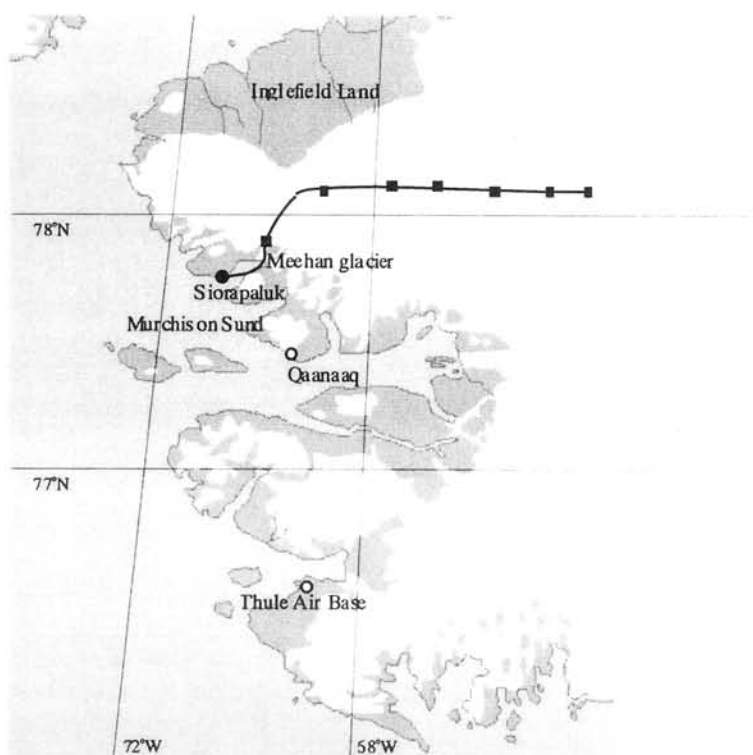 Inglefield Land
78°N
Meehan glacier
Siorapaluk
Murchison Sund
Qaanaaq
77°N
Thule Air Base
72°W
58°W